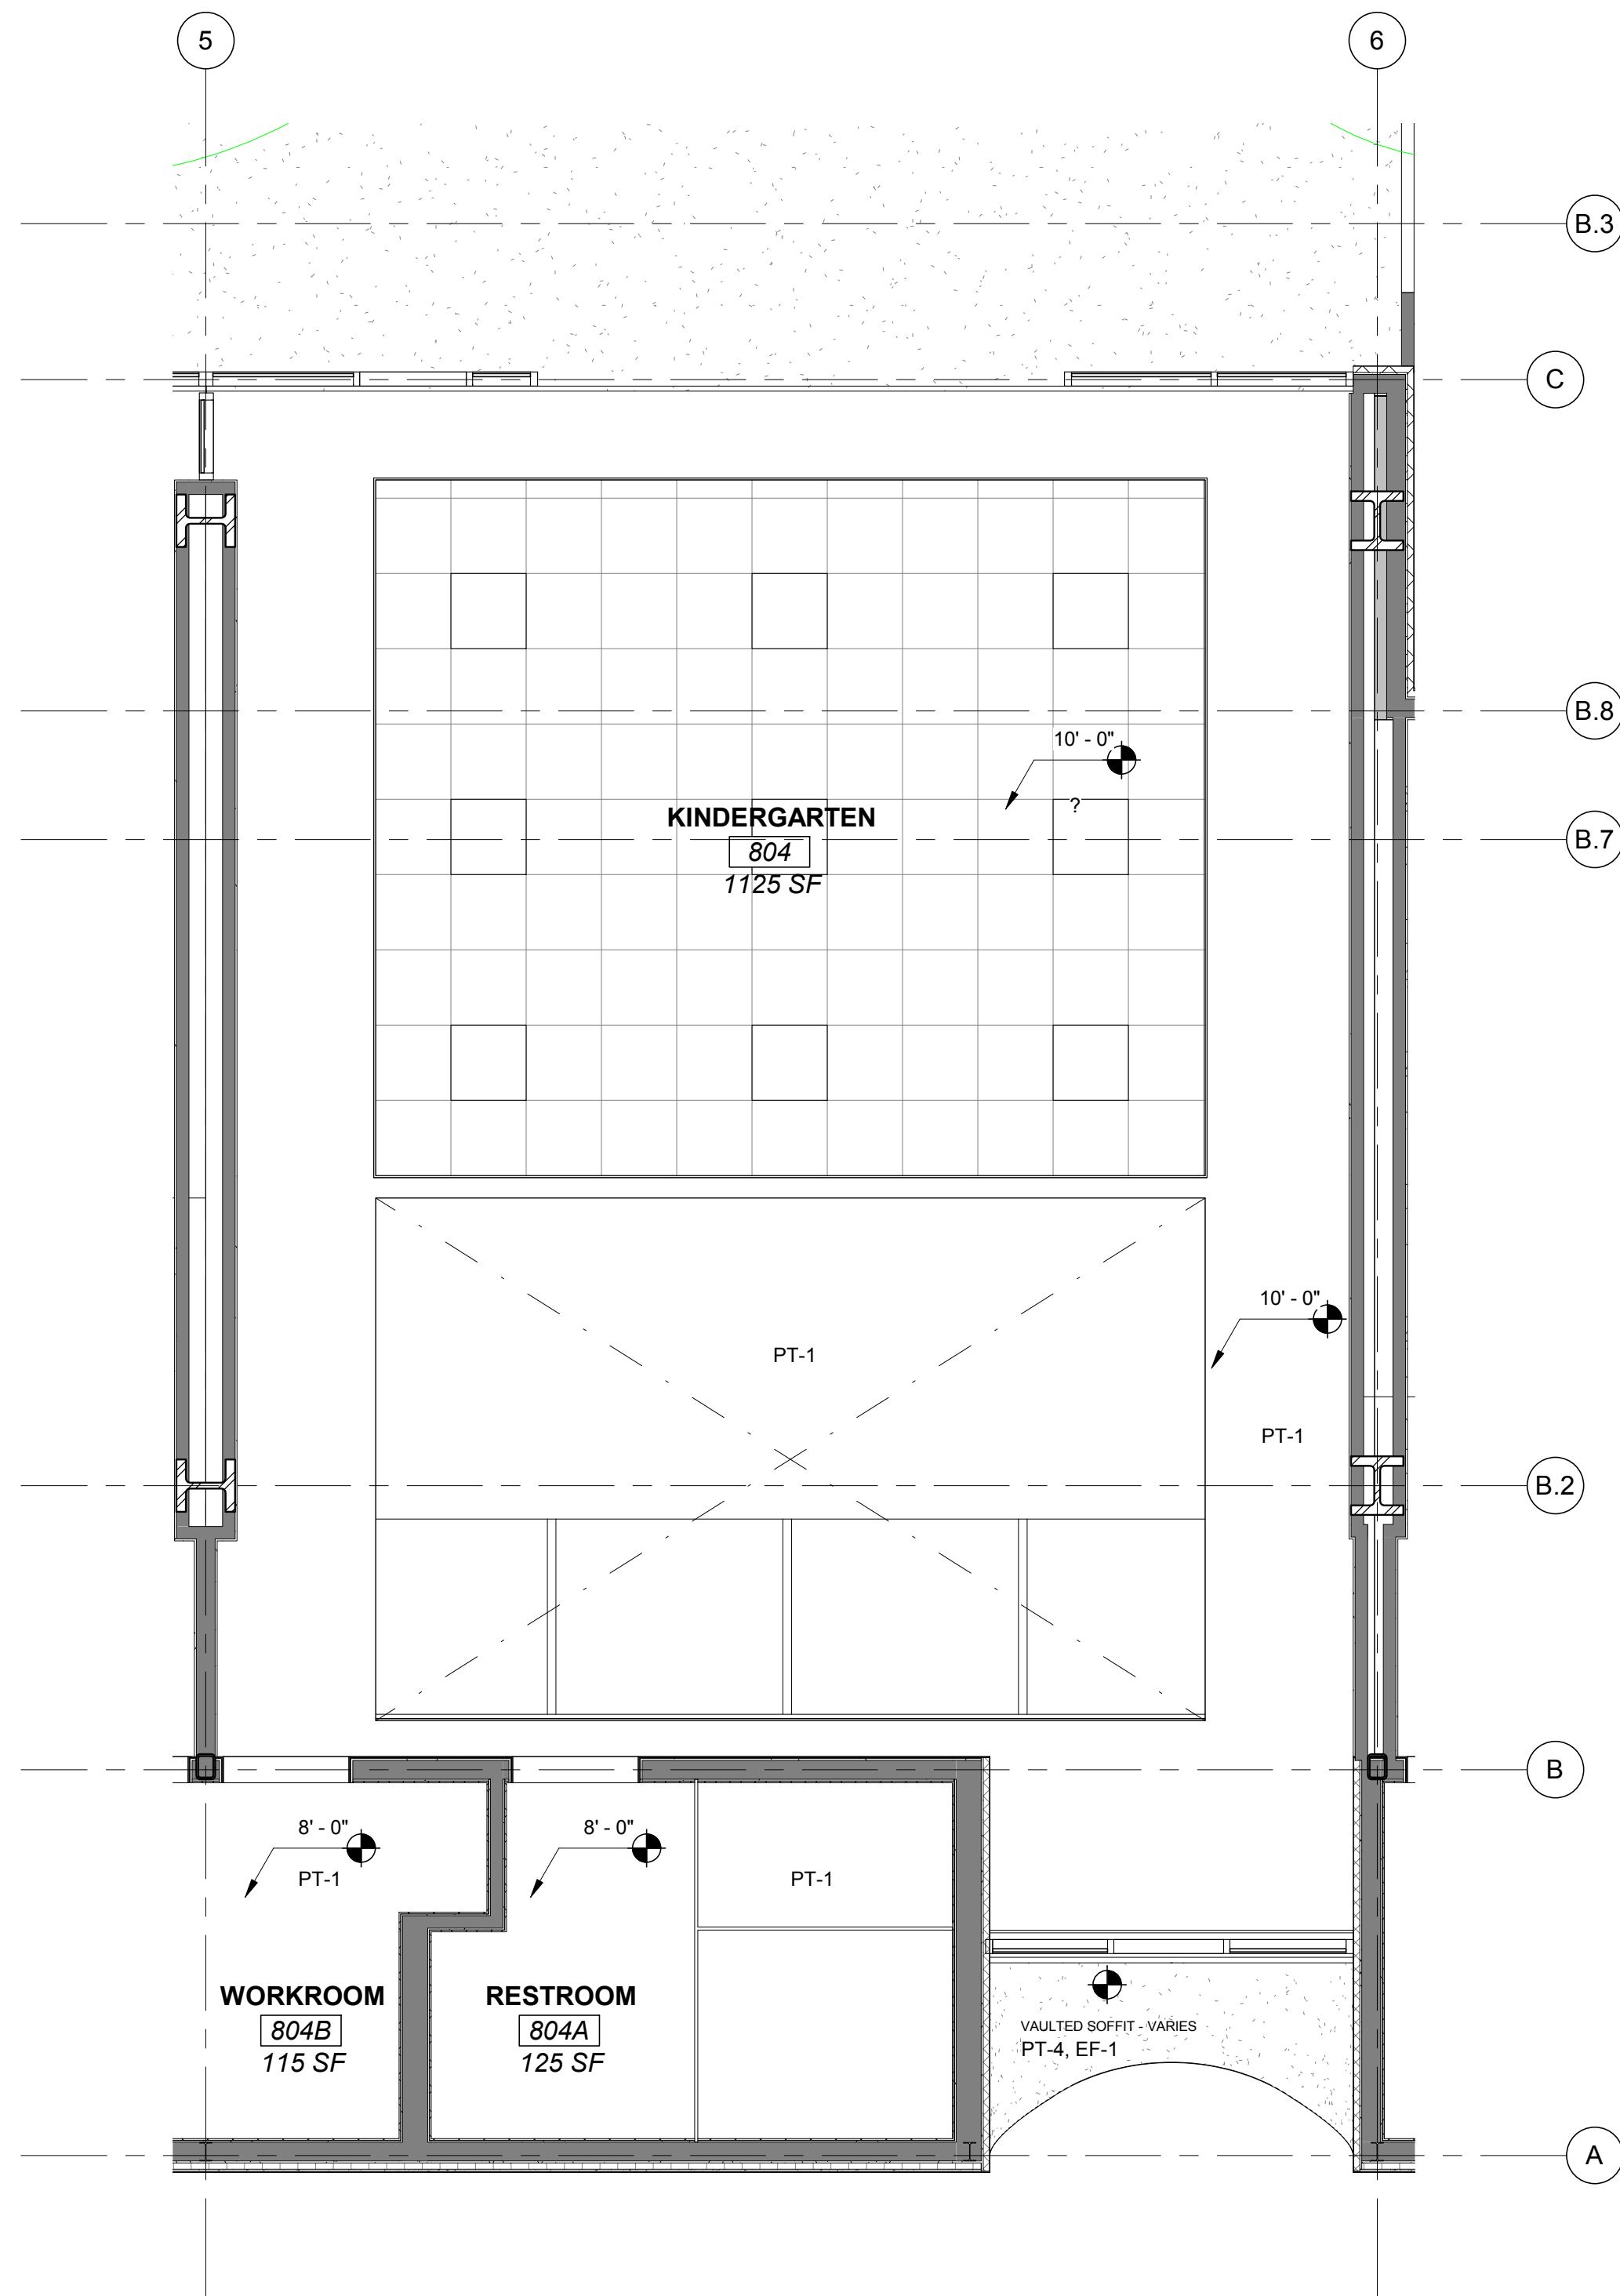 5
6
B.3
C
B.8
10' - 0"
?
KINDERGARTEN
804
1125 SF
B.7
10' - 0"
PT-1
PT-1
B.2
B
8' - 0"
PT-1
8' - 0"
PT-1
WORKROOM
804B
115 SF
RESTROOM
804A
125 SF
VAULTED SOFFIT - VARIES
PT-4, EF-1
A